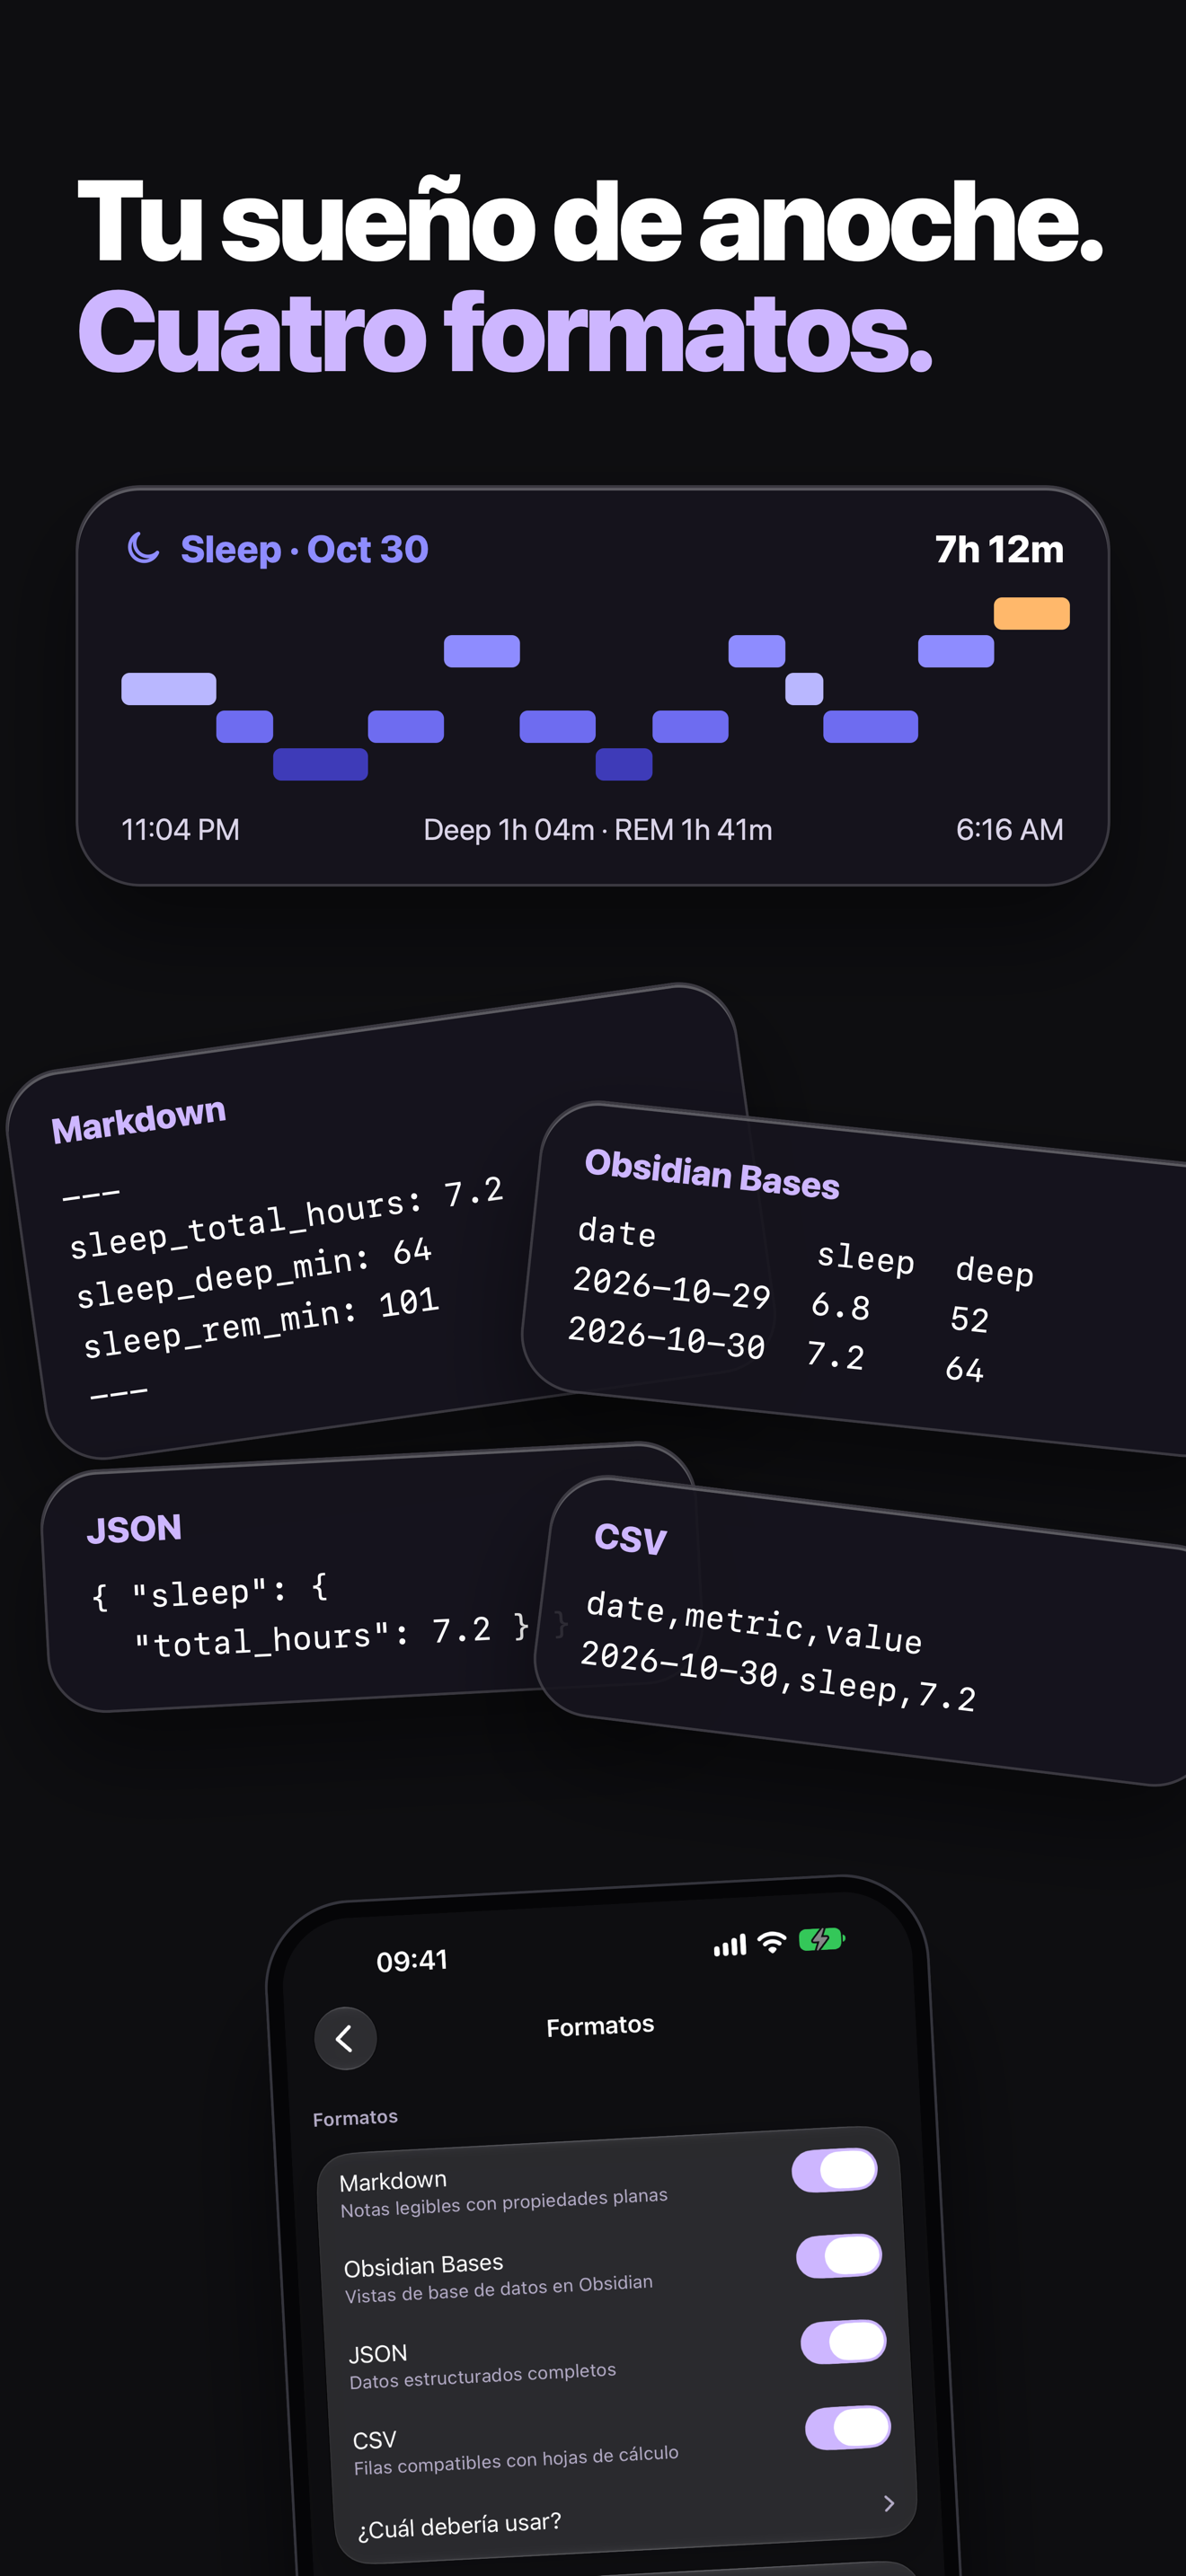 Tu sueño de anoche.
Cuatro formatos.
Sleep · Oct 30
7h 12m
11:04 PM
Deep 1h 04m · REM 1h 41m
6:16 AM
Markdown
---
sleep_total_hours: 7.2
sleep_deep_min: 64
sleep_rem_min: 101
---
Obsidian Bases
date sleep deep
2026-10-29 6.8 52
2026-10-30 7.2 64
JSON
{ "sleep": {
"total_hours": 7.2 } }
CSV
date,metric,value
2026-10-30,sleep,7.2
09:41
Formatos
Formatos
Markdown
Notas legibles con propiedades planas
Obsidian Bases
Vistas de base de datos en Obsidian
JSON
Datos estructurados completos
CSV
Filas compatibles con hojas de cálculo
¿Cuál debería usar?